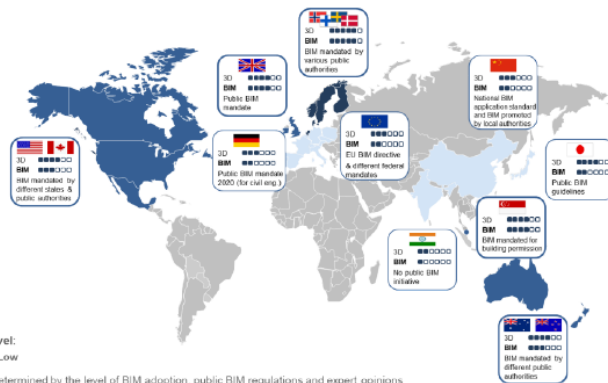 3D
BIM
BIM mandated by
various public
authorities
3D
BIM
Public BIM
mandate
3D
BIM
National BIM
application standard
and BIM promoted
by local authorities
3D
BIM
BIM mandated by
different states &
public authorities
3D
BIM
Public BIM mandate
2020 (for civil eng.)
3D
BIM
EU BIM directive
& different federal
mandates
3D
BIM
Public BIM
guidelines
3D
BIM
BIM mandated for
building permission
3D
BIM
No public BIM
initiative
3D
BIM
BIM mandated by
different public
authorities
vel:
Low
etermined by the level of BIM adoption, public BIM regulations and expert opinions